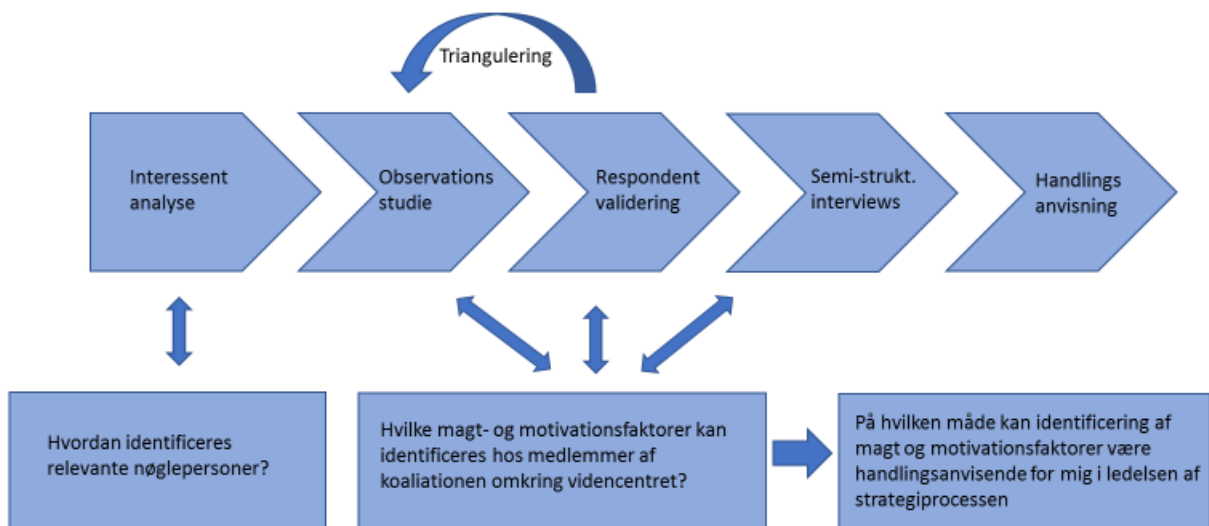 Triangulering
Interessent
analyse
Observations
studie
Respondent
validering
Semi-strukt.
interviews
Handlings
anvisning
Hvordan identificeres
relevante nøglepersoner?
Hvilke magt- og motivationsfaktorer kan
identificeres hos medlemmer af
koaliationen omkring videncentret?
På hvilken måde kan identificering af
magt og motivationsfaktorer være
handlingsanvisende for mig i ledelsen af
strategiprocessen